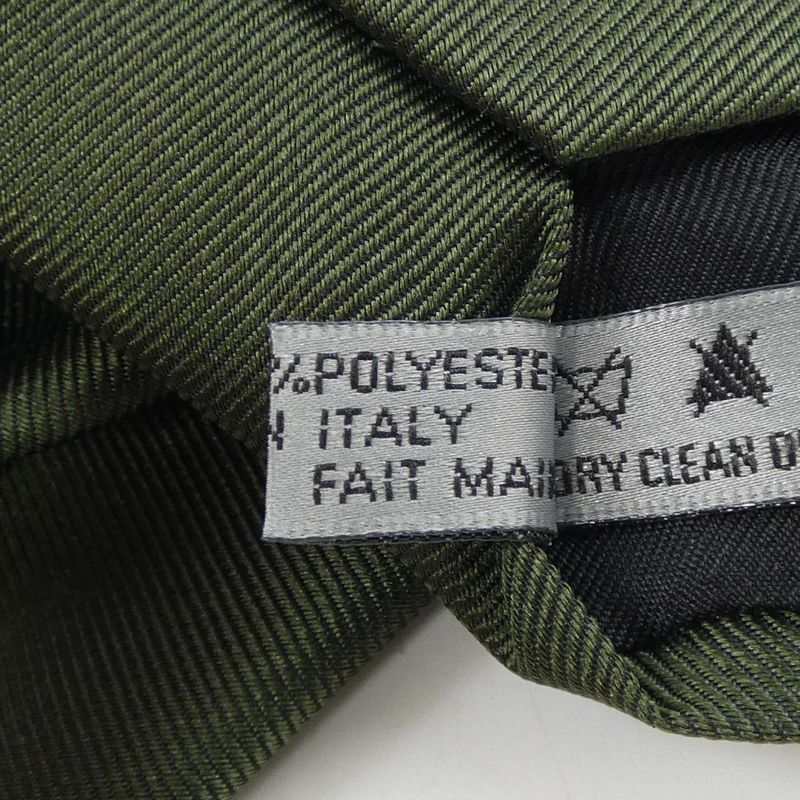 %POLYESTE
ITALY
FAIT MAI
DRY CLEAN O